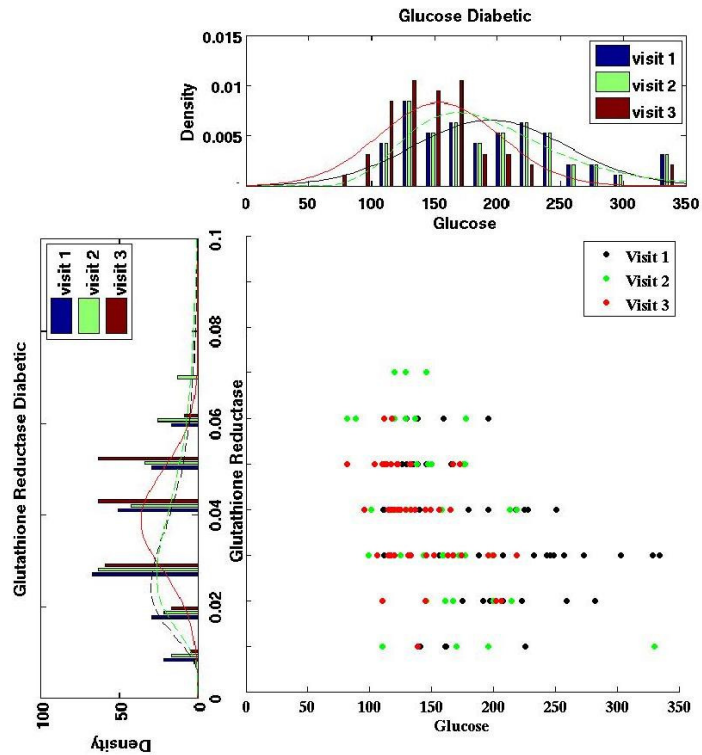 Glucose Diabetic
0.015
0.010
0.005
-
Density
visit 1
visit 2
visit 3
0 50 100 150 200 250 300 350
Glucose
Glutathione Reductase Diabetic
visit 1
visit 2
visit 3
0.1
0.08
0.06
0.04
0.02
0
100 50 0
Density
Glutathione Reductase
Visit 1
Visit 2
Visit 3
0 50 100 150 200 250 300 350
Glucose